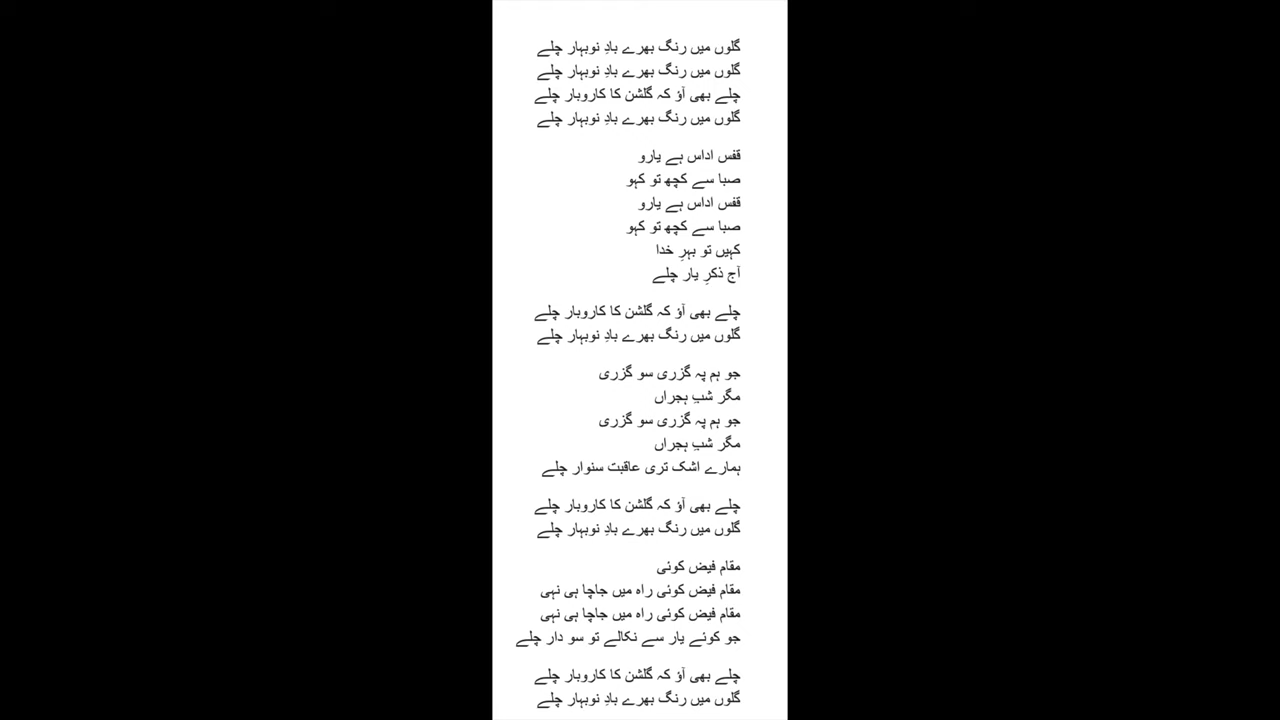 گلوں میں رنگ بھرے بادِ نوبہار چلے
گلوں میں رنگ بھرے بادِ نوبہار چلے
چلے بھی آؤ کہ گلشن کا کاروبار چلے
گلوں میں رنگ بھرے بادِ نوبہار چلے
قفس اداس ہے یارو
صبا سے کچھ تو کہو
قفس اداس ہے یارو
صبا سے کچھ تو کہو
کہیں تو بہرِ خدا
آج ذکرِ یار چلے
چلے بھی آؤ کہ گلشن کا کاروبار چلے
گلوں میں رنگ بھرے بادِ نوبہار چلے
جو ہم پہ گزری سو گزری
مگر شبِ ہجراں
جو ہم پہ گزری سو گزری
مگر شبِ ہجراں
ہمارے اشک تری عاقبت سنوار چلے
چلے بھی آؤ کہ گلشن کا کاروبار چلے
گلوں میں رنگ بھرے بادِ نوبہار چلے
مقام فیض کوئی
مقام فیض کوئی راہ میں جاچا ہی نہی
مقام فیض کوئی راہ میں جاچا ہی نہی
جو کوئے یار سے نکالے تو سو دار چلے
چلے بھی آؤ کہ گلشن کا کاروبار چلے
گلوں میں رنگ بھرے بادِ نوبہار چلے